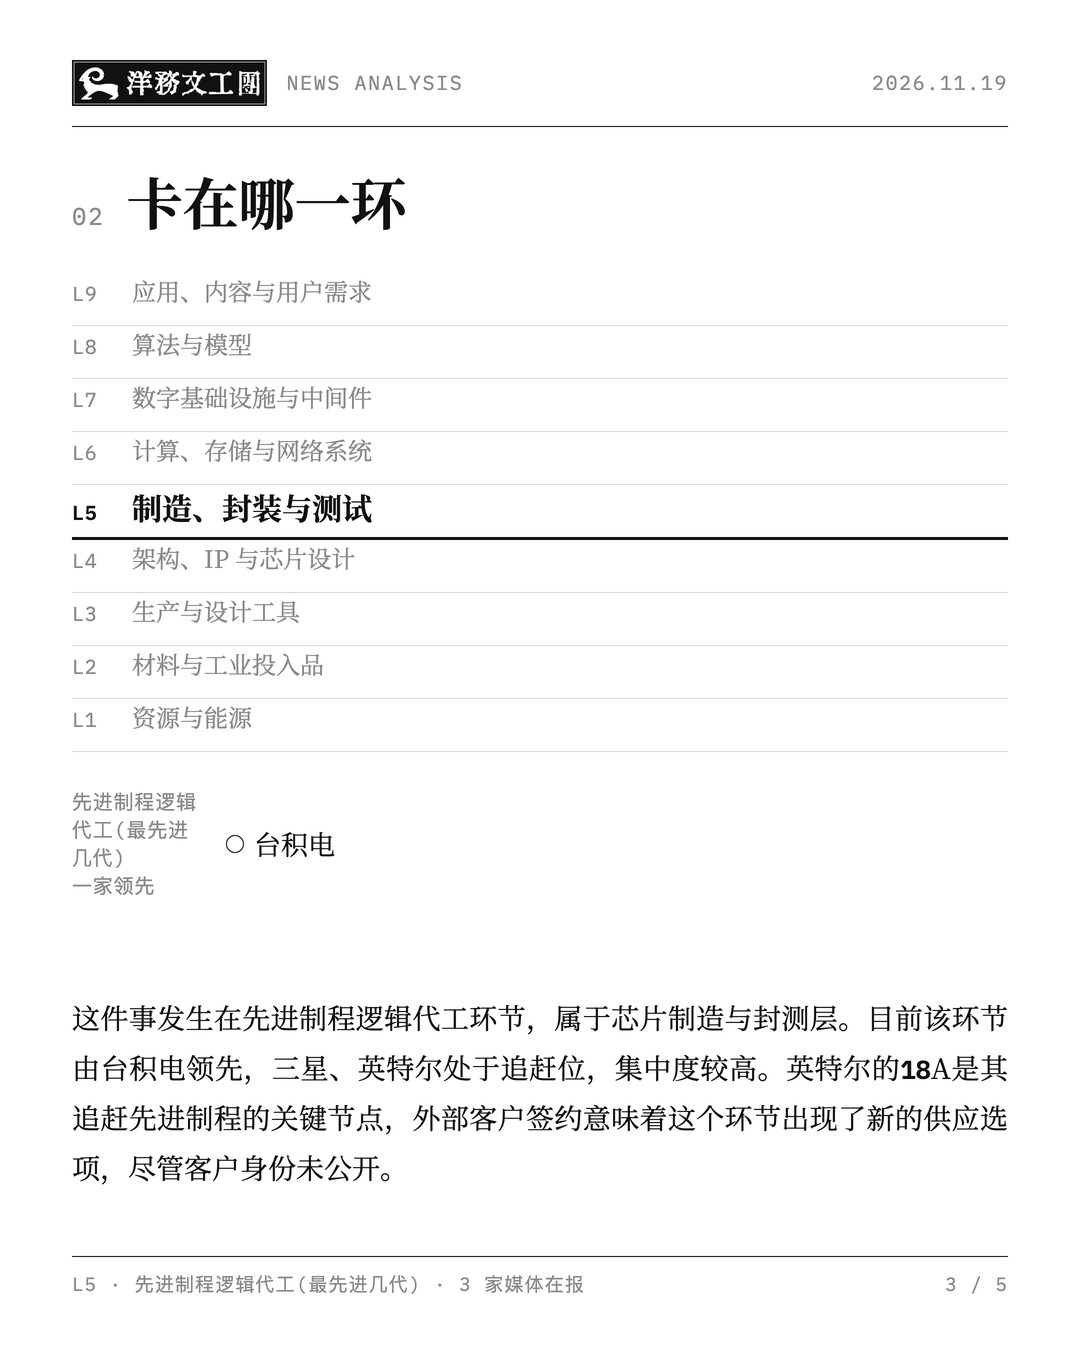 洋務文工團 NEWS ANALYSIS 2026.11.19
02 卡在哪一环
L9 应用、内容与用户需求
L8 算法与模型
L7 数字基础设施与中间件
L6 计算、存储与网络系统
L5 制造、封装与测试
L4 架构、IP 与芯片设计
L3 生产与设计工具
L2 材料与工业投入品
L1 资源与能源
先进制程逻辑
代工(最先进
几代)
一家领先
○ 台积电
这件事发生在先进制程逻辑代工环节，属于芯片制造与封测层。目前该环节
由台积电领先，三星、英特尔处于追赶位，集中度较高。英特尔的18A是其
追赶先进制程的关键节点，外部客户签约意味着这个环节出现了新的供应选
项，尽管客户身份未公开。
L5 · 先进制程逻辑代工(最先进几代) · 3 家媒体在报 3 / 5